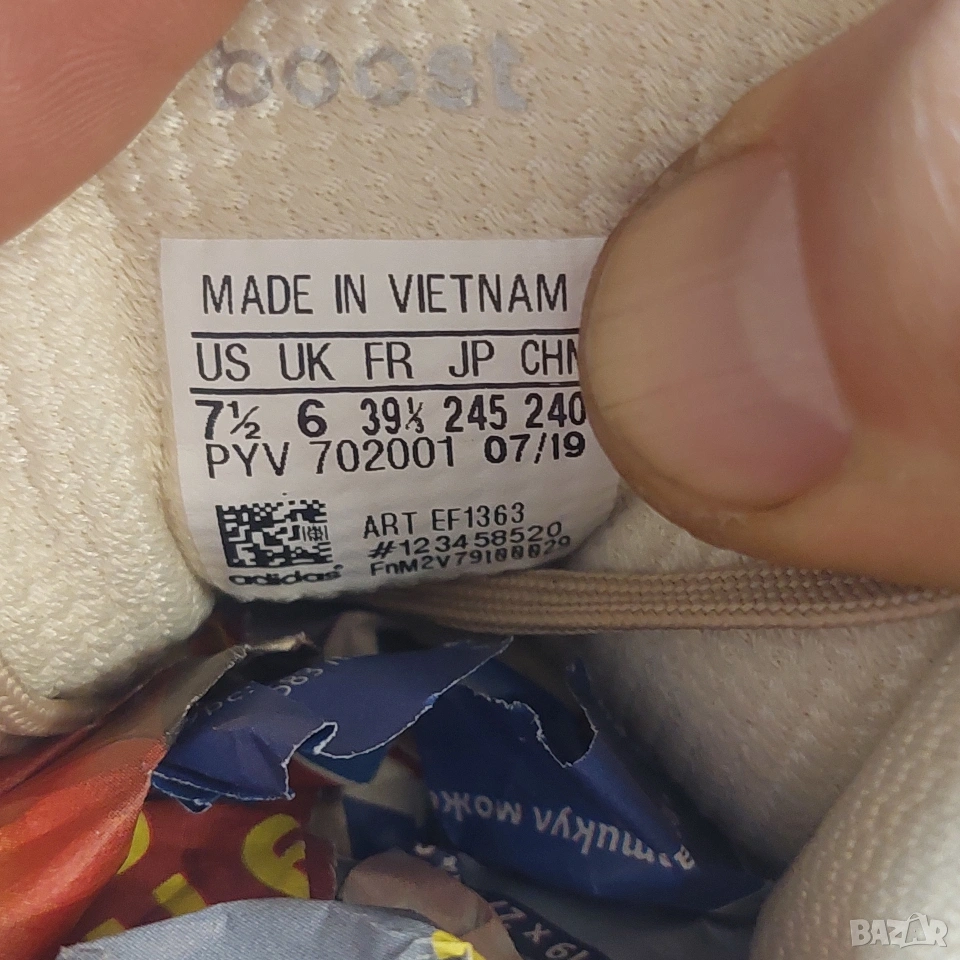 boost
MADE IN VIETNAM
US UK FR JP CHN
7½ 6 39⅓ 245 240
PYV 702001 07/19
ART EF1363
#123458520
FnM2V79I00029
adidas
BAZAR